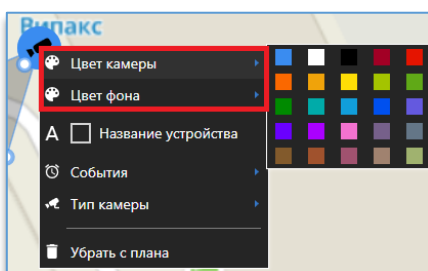 Випакс
Цвет камеры
Цвет фона
Название устройства
События
Тип камеры
Убрать с плана